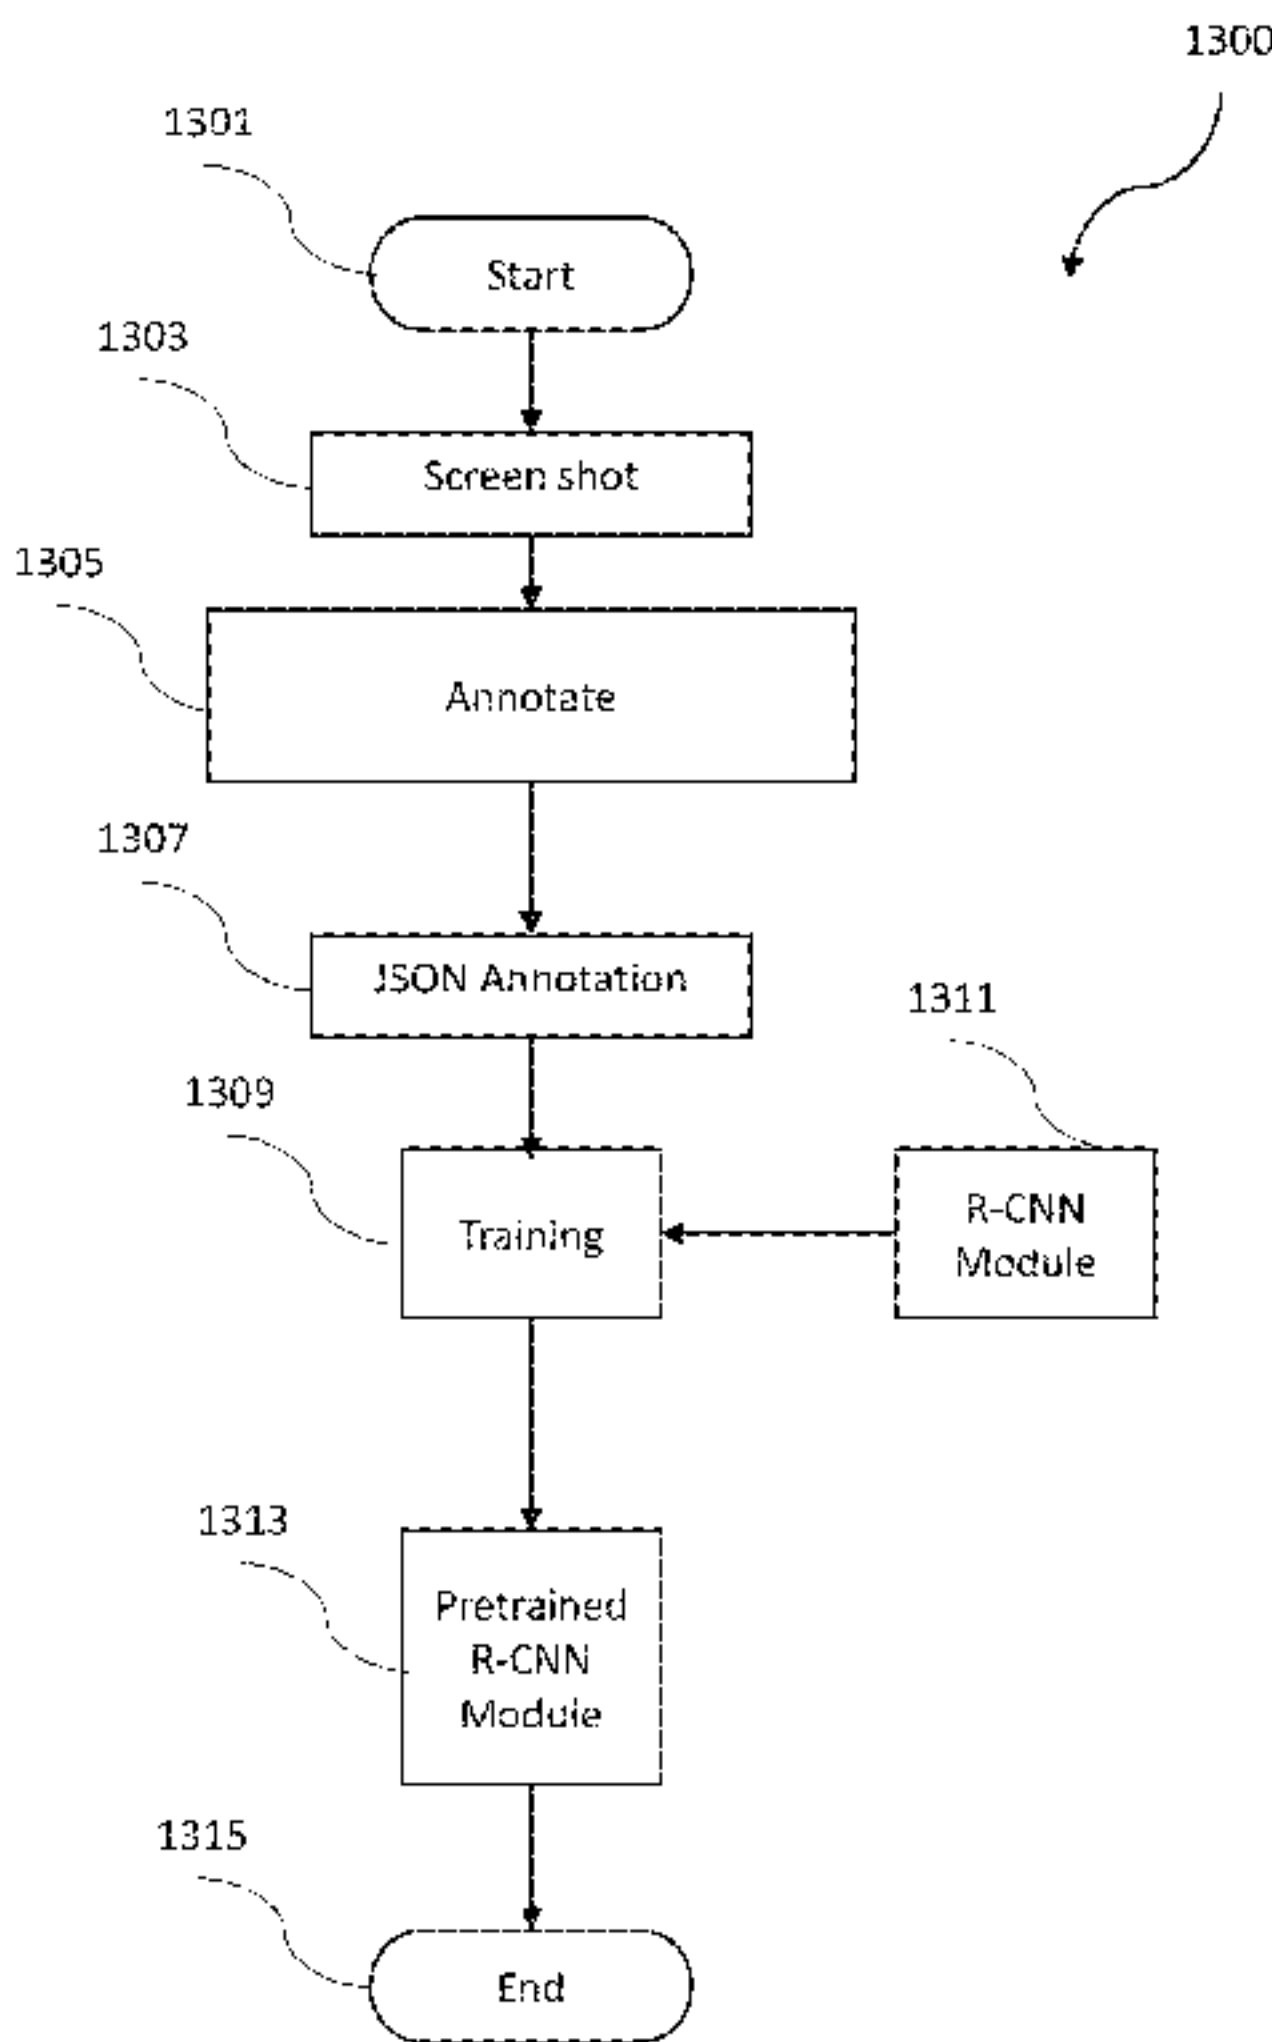 1300
1301
Start
1303
Screen shot
1305
Annotate
1307
JSON Annotation
1311
1309
Training
R-CNN
Module
1313
Pretrained
R-CNN
Module
1315
End